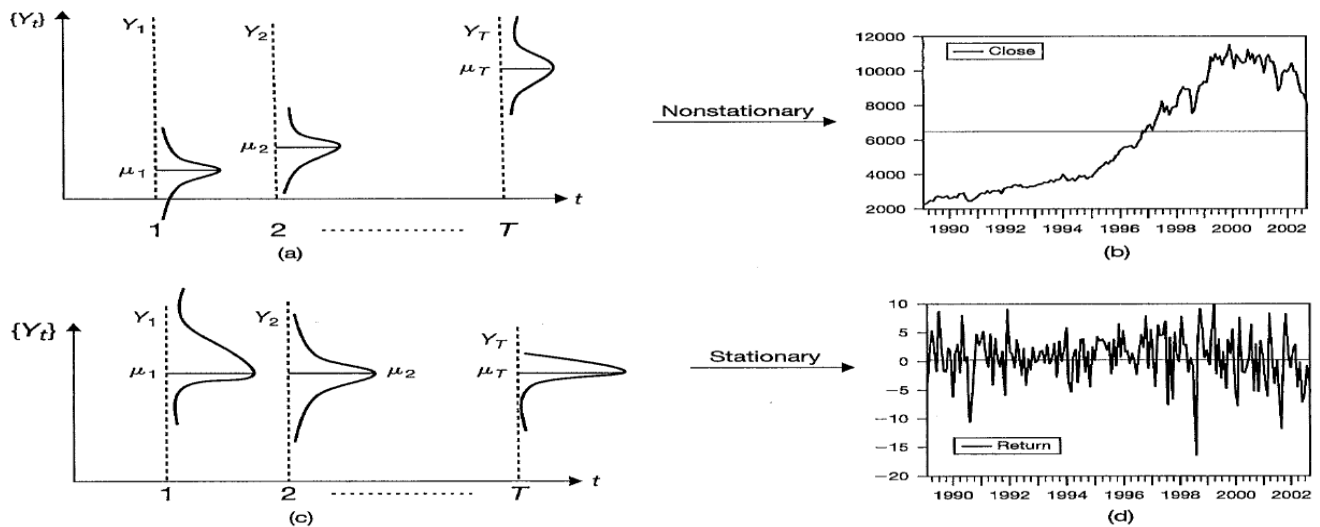 {Yt}
Y1
Y2
YT
μ1
μ2
μT
t
1
2
............
T
(a)
Nonstationary
12000
10000
8000
6000
4000
2000
Close
1990 1992 1994 1996 1998 2000 2002
(b)
{Yt}
Y1
Y2
YT
μ1
μ2
μT
t
1
2
............
T
(c)
Stationary
10
5
0
−5
−10
−15
−20
Return
1990 1992 1994 1996 1998 2000 2002
(d)